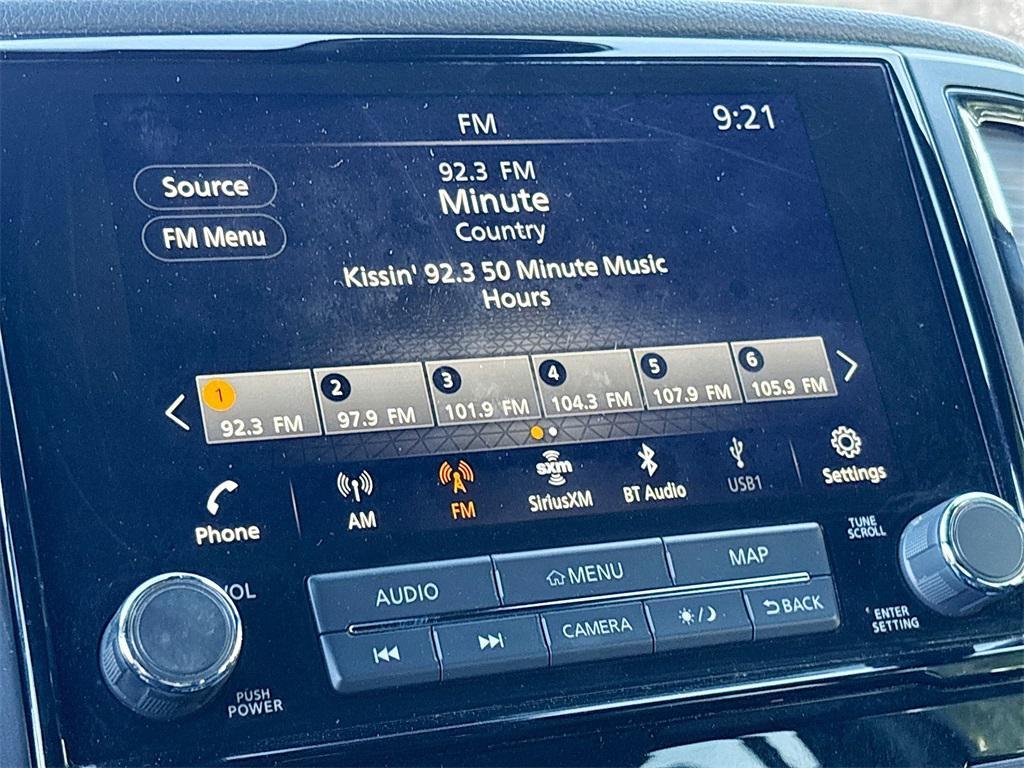 FM
9:21
Source
FM Menu
92.3 FM
Minute
Country
Kissin' 92.3 50 Minute Music
Hours
1
92.3 FM
2
97.9 FM
3
101.9 FM
4
104.3 FM
5
107.9 FM
6
105.9 FM
Phone
AM
FM
sxm
SiriusXM
BT Audio
USB1
Settings
VOL
PUSH
POWER
AUDIO
MENU
MAP
CAMERA
BACK
TUNE
SCROLL
ENTER
SETTING